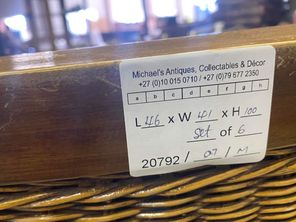 Michael's Antiques, Collectables & Décor
+27 (0)10 015 0710 / +27 (0)79 677 2350
a b c d e f g h
L 46 x W 401 x H 100
Set of 6
20792 / 07 / M